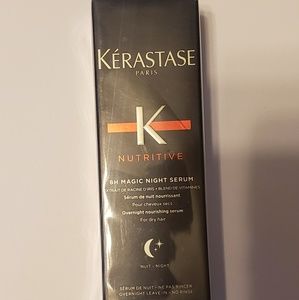 KÉRASTASE
PARIS
K
NUTRITIVE
8H MAGIC NIGHT SERUM
EXTRAIT DE RACINE D'IRIS • BLEND DE VITAMINES
Sérum de nuit nourrissant
Pour cheveux secs
Overnight nourishing serum
For dry hair
NUIT - NIGHT
SÉRUM DE NUIT - NE PAS RINCER
OVERNIGHT LEAVE-IN - NO RINSE